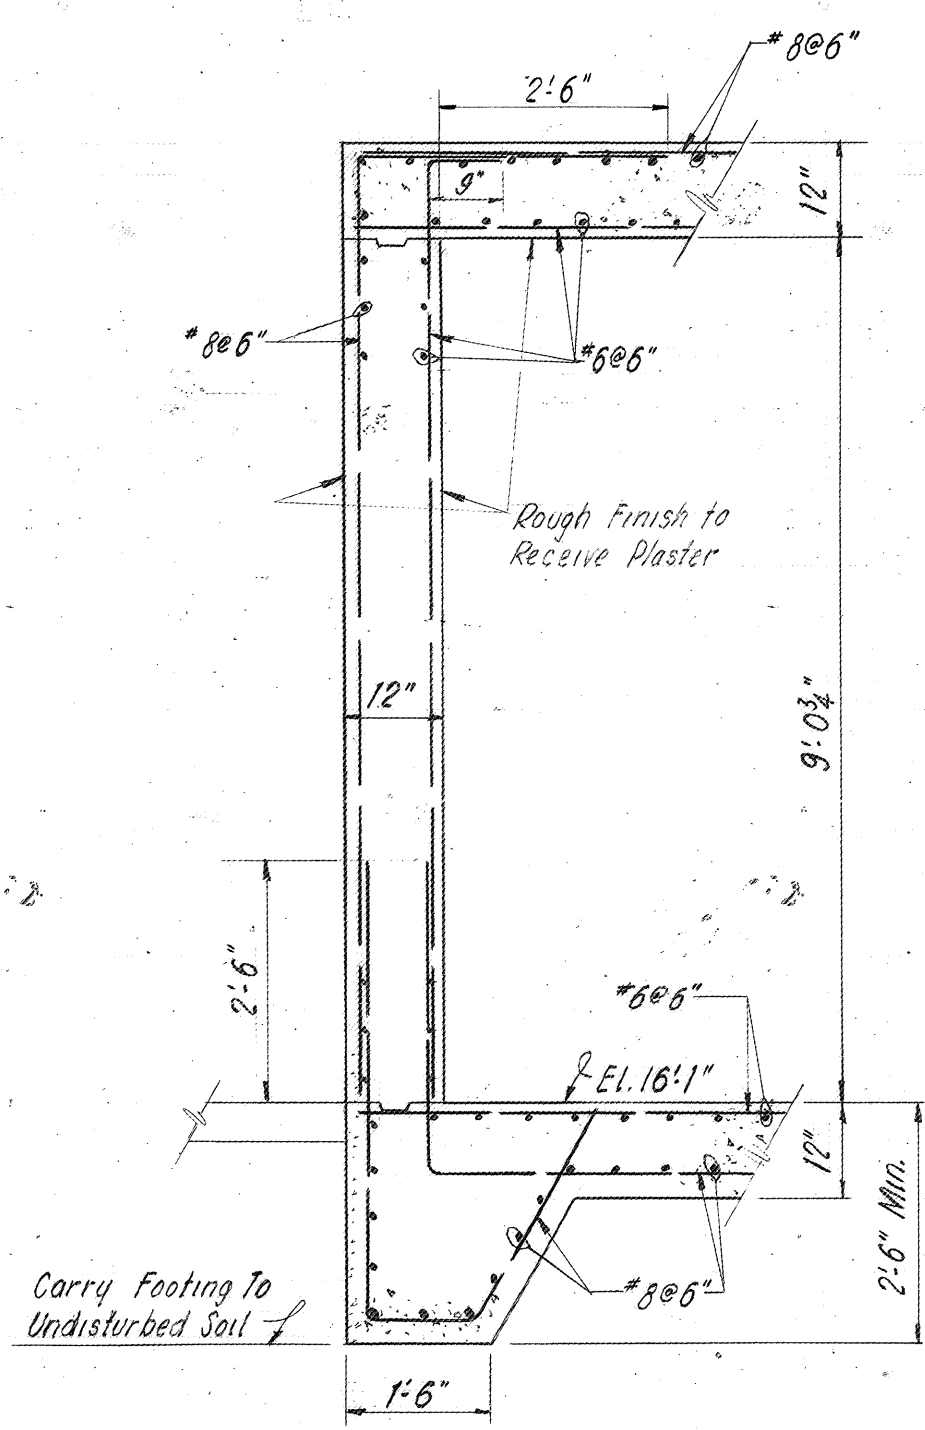 #8@6"
2'-6"
9"
12"
#8@6"
#6@6"
Rough Finish to
Receive Plaster
12"
9'-0¾"
2'-6"
#6@6"
El. 16'-1"
12"
2'-6" Min.
#8@6"
Carry Footing To
Undisturbed Soil
1'-6"